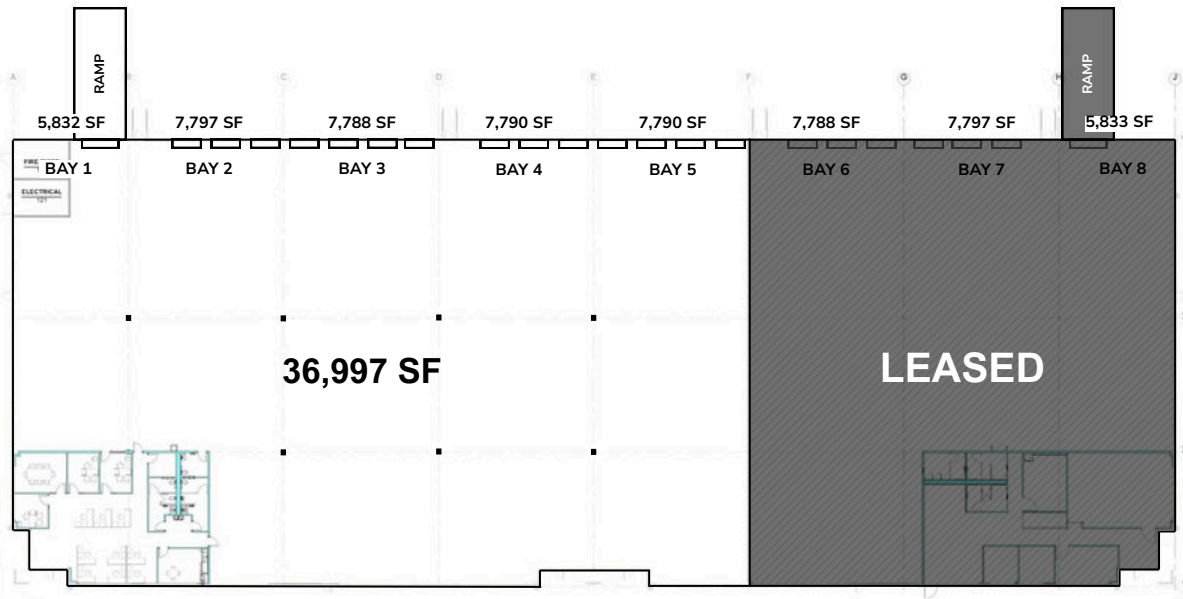 RAMP
RAMP
A
B
C
D
E
F
G
H
J
5,832 SF
7,797 SF
7,788 SF
7,790 SF
7,790 SF
7,788 SF
7,797 SF
5,833 SF
FIRE
BAY 1
BAY 2
BAY 3
BAY 4
BAY 5
BAY 6
BAY 7
BAY 8
ELECTRICAL
121
36,997 SF
LEASED